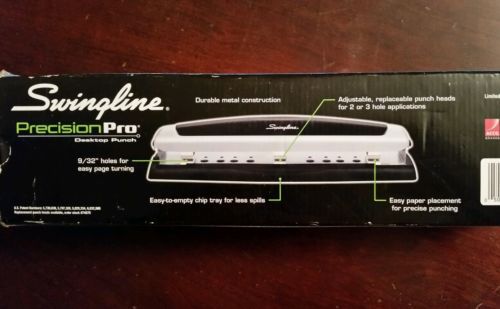 Swingline®
PrecisionPro®
Desktop Punch
Durable metal construction
Adjustable, replaceable punch heads
for 2 or 3 hole applications
Limited
Swingline
ACCO
9/32" holes for
easy page turning
Easy-to-empty chip tray for less spills
Easy paper placement
for precise punching